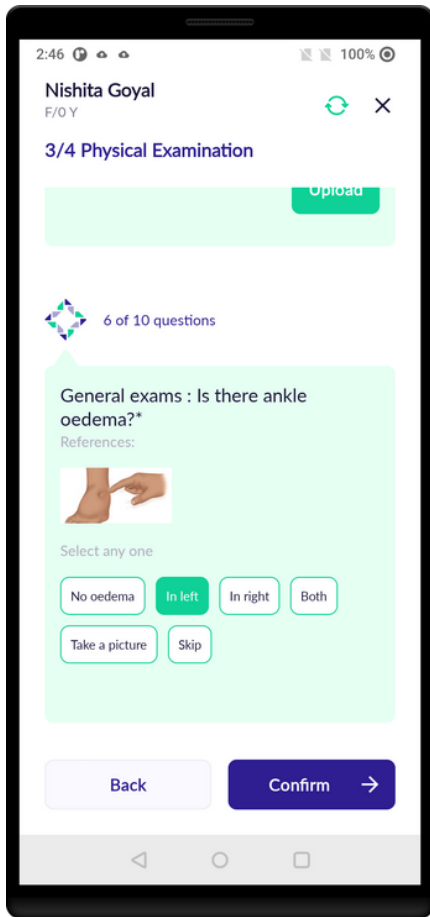 2:46 100%
Nishita Goyal
F/0 Y
3/4 Physical Examination
Upload
6 of 10 questions
General exams : Is there ankle
oedema?*
References:
Select any one
No oedema In left In right Both
Take a picture Skip
Back Confirm